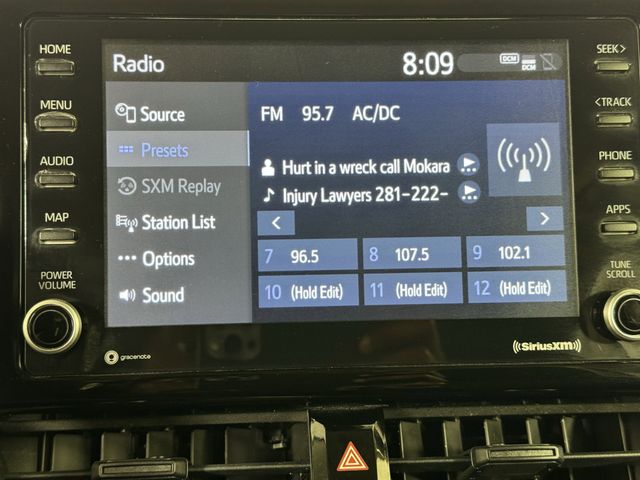 HOME
MENU
AUDIO
MAP
POWER
VOLUME
Radio
8:09
DCM
DCM
Source
Presets
SXM Replay
Station List
Options
Sound
FM 95.7 AC/DC
Hurt in a wreck call Mokara
Injury Lawyers 281-222-
<
>
7 96.5
8 107.5
9 102.1
10 (Hold Edit)
11 (Hold Edit)
12 (Hold Edit)
SEEK>
<TRACK
PHONE
APPS
TUNE
SCROLL
gracenote
((SiriusXM))